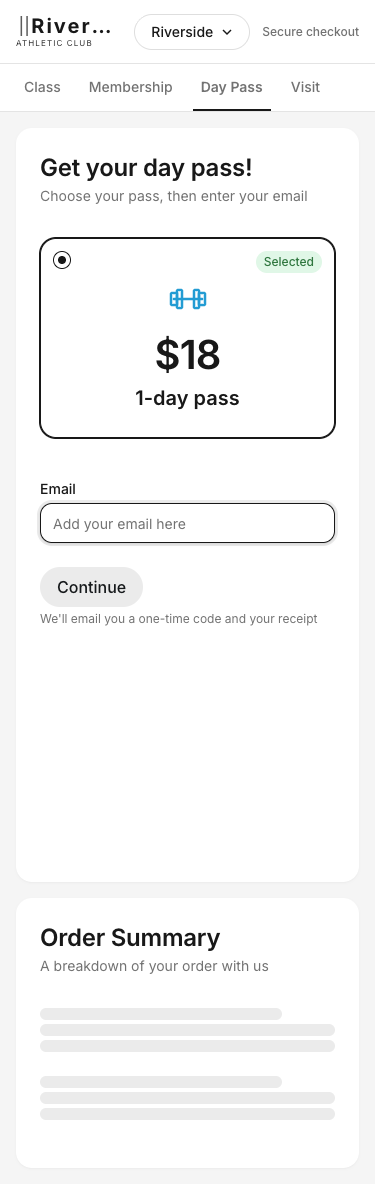 ||River...
ATHLETIC CLUB
Riverside
Secure checkout
Class
Membership
Day Pass
Visit
Get your day pass!
Choose your pass, then enter your email
Selected
$18
1-day pass
Email
Add your email here
Continue
We'll email you a one-time code and your receipt
Order Summary
A breakdown of your order with us